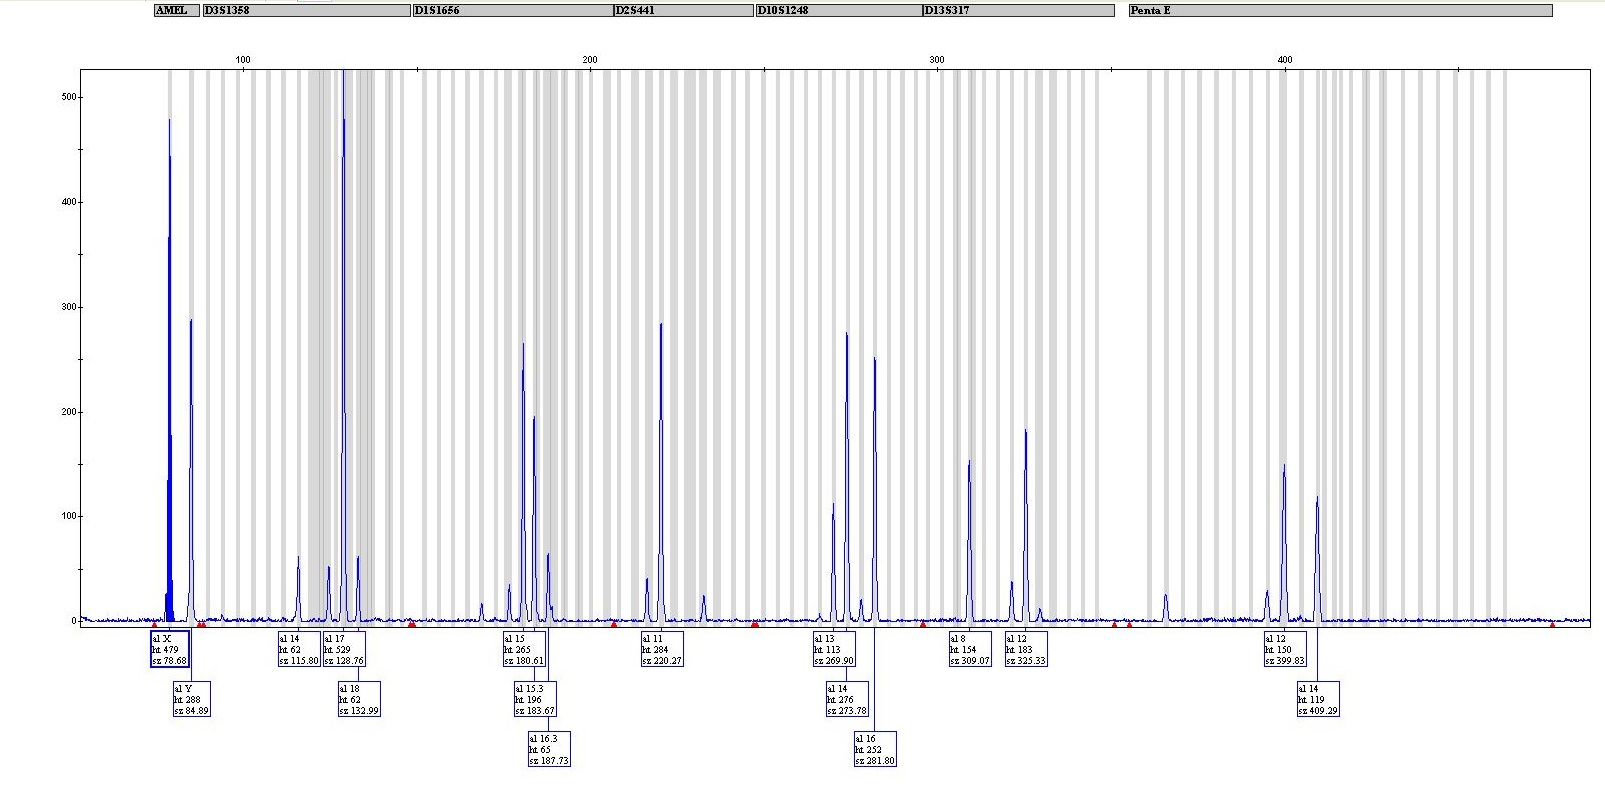 AMEL D3S1358 D1S1656 D2S441 D10S1248 D13S317 Penta E
100 200 300 400
500
400
300
200
100
0
al X
ht 479
sz 78.68
al 14
ht 62
sz 115.80
al 17
ht 529
sz 128.76
al 15
ht 265
sz 180.61
al 11
ht 284
sz 220.27
al 13
ht 113
sz 269.90
al 8
ht 154
sz 309.07
al 12
ht 183
sz 325.33
al 12
ht 150
sz 399.83
al Y
ht 288
sz 84.89
al 18
ht 62
sz 132.99
al 15.3
ht 196
sz 183.67
al 14
ht 276
sz 273.78
al 14
ht 119
sz 409.29
al 16.3
ht 65
sz 187.73
al 16
ht 252
sz 281.80